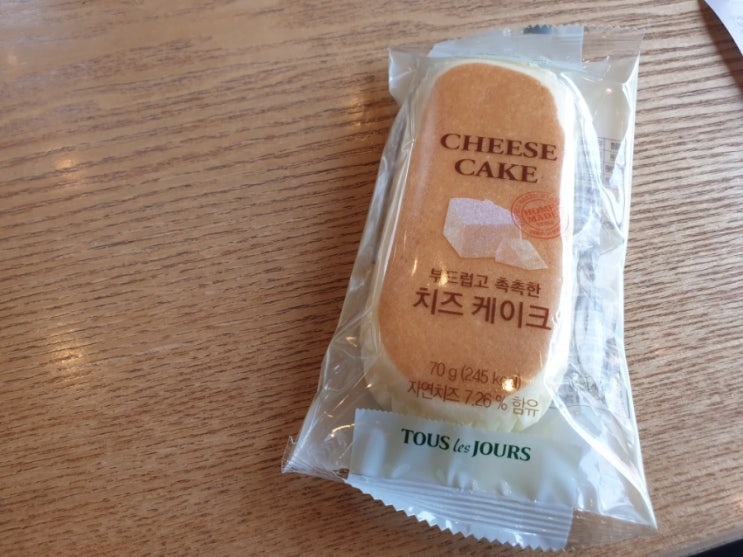 CHEESE
CAKE
부드럽고 촉촉한
치즈 케이크
70 g (245 kcal)
자연치즈 7.26 % 함유
TOUS les JOURS